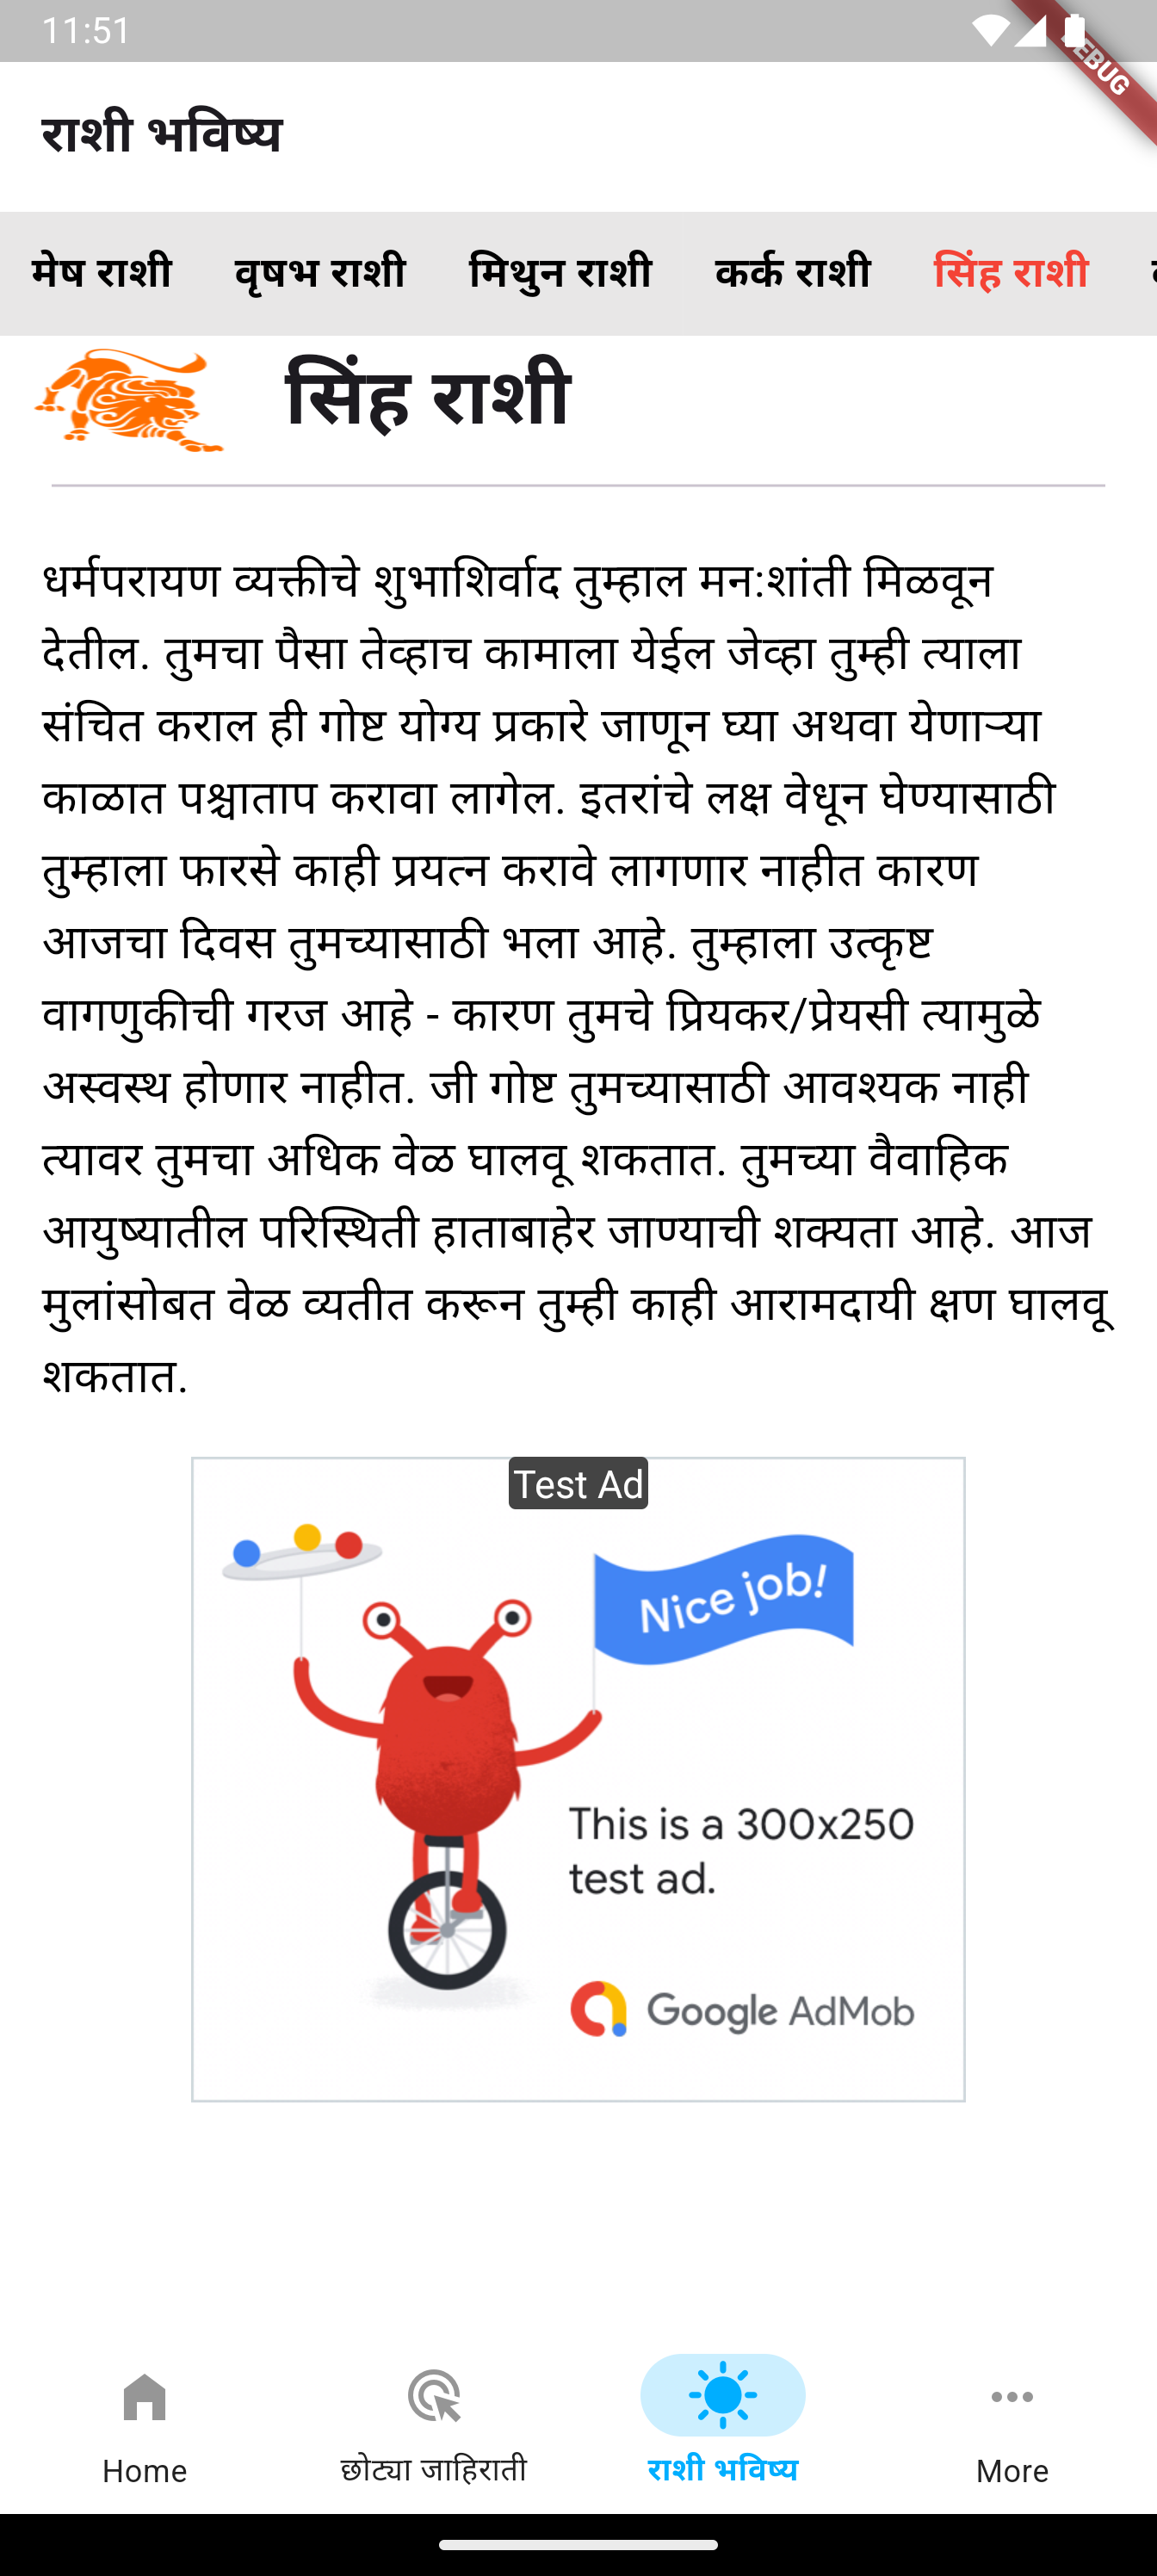 11:51
DEBUG
राशी भविष्य
मेष राशी वृषभ राशी मिथुन राशी कर्क राशी सिंह राशी
सिंह राशी
धर्मपरायण व्यक्तीचे शुभाशिर्वाद तुम्हाल मन:शांती मिळवून
देतील. तुमचा पैसा तेव्हाच कामाला येईल जेव्हा तुम्ही त्याला
संचित कराल ही गोष्ट योग्य प्रकारे जाणून घ्या अथवा येणाऱ्या
काळात पश्चाताप करावा लागेल. इतरांचे लक्ष वेधून घेण्यासाठी
तुम्हाला फारसे काही प्रयत्न करावे लागणार नाहीत कारण
आजचा दिवस तुमच्यासाठी भला आहे. तुम्हाला उत्कृष्ट
वागणुकीची गरज आहे - कारण तुमचे प्रियकर/प्रेयसी त्यामुळे
अस्वस्थ होणार नाहीत. जी गोष्ट तुमच्यासाठी आवश्यक नाही
त्यावर तुमचा अधिक वेळ घालवू शकतात. तुमच्या वैवाहिक
आयुष्यातील परिस्थिती हाताबाहेर जाण्याची शक्यता आहे. आज
मुलांसोबत वेळ व्यतीत करून तुम्ही काही आरामदायी क्षण घालवू
शकतात.
Test Ad
Nice job!
This is a 300x250
test ad.
Google AdMob
Home छोट्या जाहिराती राशी भविष्य More